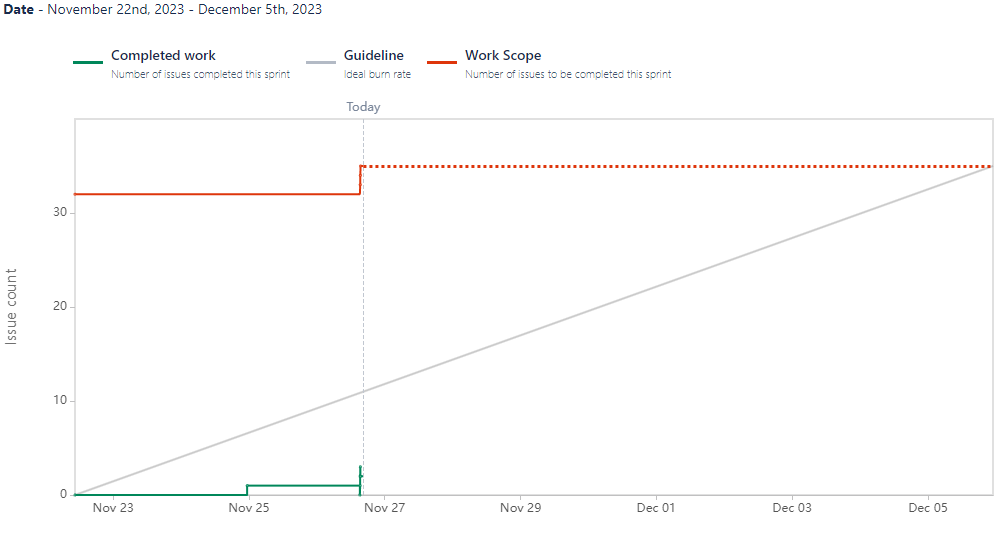 Date - November 22nd, 2023 - December 5th, 2023
Completed work
Number of issues completed this sprint
Guideline
Ideal burn rate
Work Scope
Number of issues to be completed this sprint
Today
Issue count
30
20
10
0
Nov 23 Nov 25 Nov 27 Nov 29 Dec 01 Dec 03 Dec 05